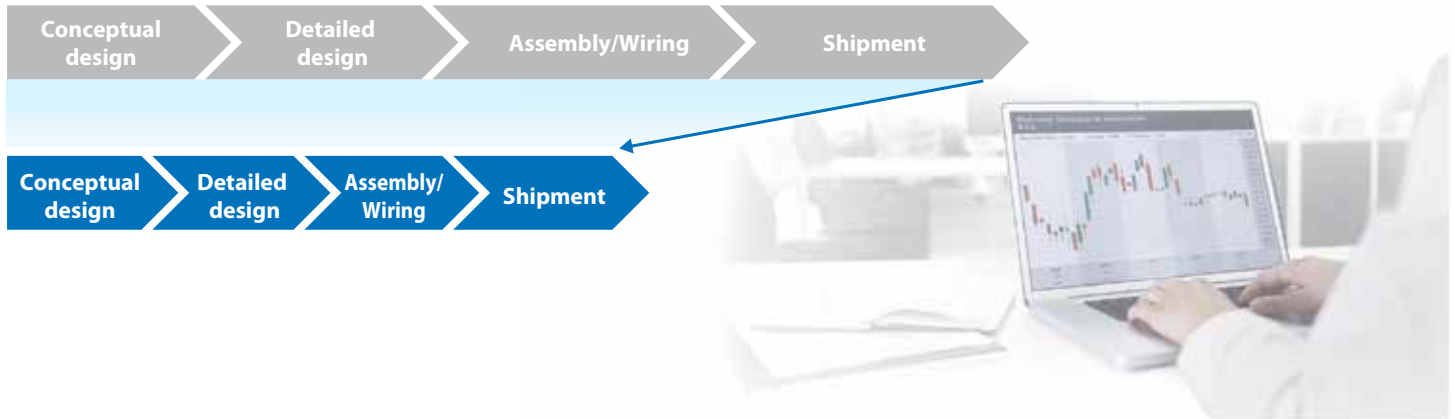 Conceptual
design
Detailed
design
Assembly/Wiring
Shipment
Conceptual
design
Detailed
design
Assembly/
Wiring
Shipment